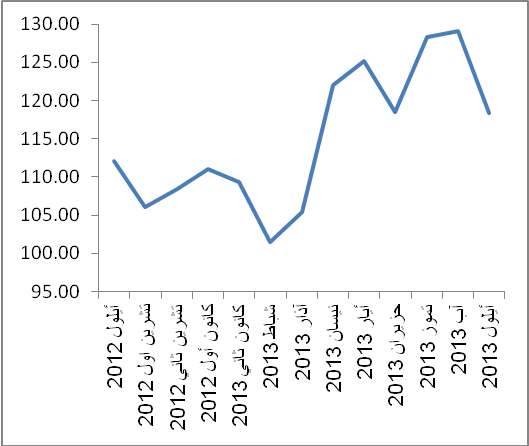 130.00
125.00
120.00
115.00
110.00
105.00
100.00
95.00
أيلول 2012
تشرين اول 2012
تشرين ثاني 2012
كانون أول 2012
كانون ثاني 2013
شباط 2013
آذار 2013
نيسان 2013
أيار 2013
حزيران 2013
تموز 2013
آب 2013
أيلول 2013